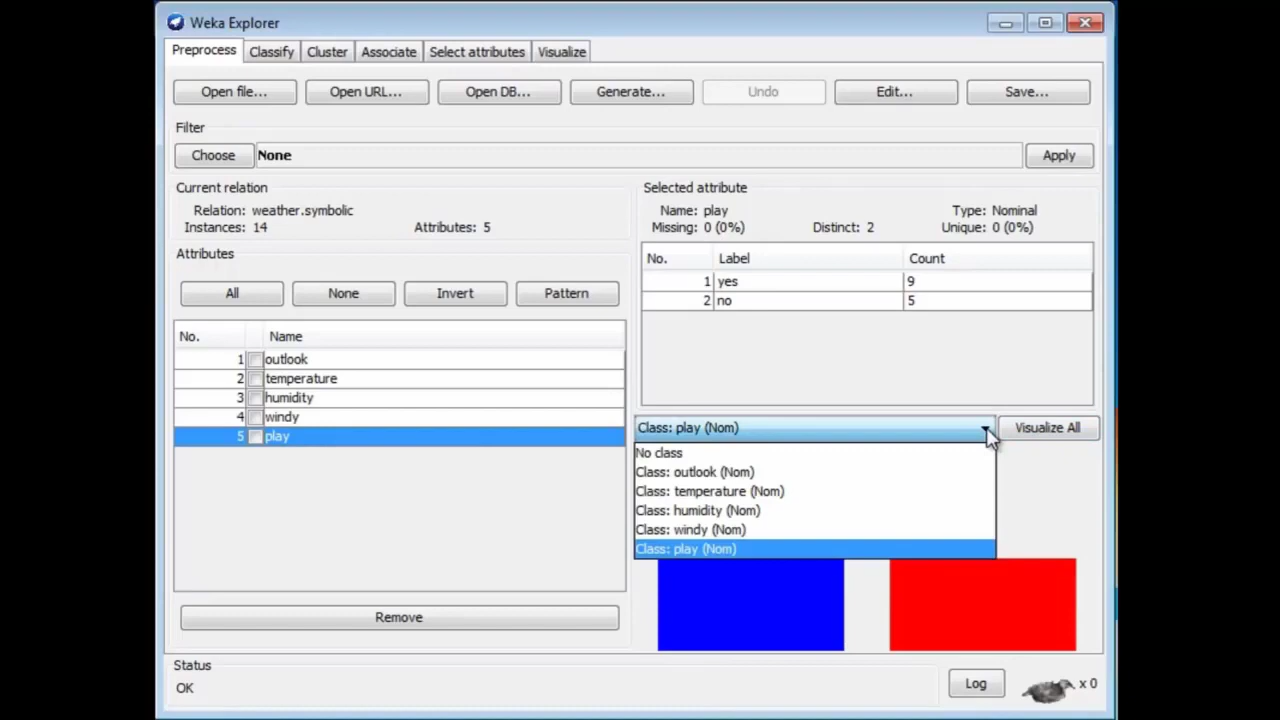 Weka Explorer
Preprocess Classify Cluster Associate Select attributes Visualize
Open file... Open URL... Open DB... Generate... Undo Edit... Save...
Filter
Choose None Apply
Current relation
Relation: weather.symbolic
Instances: 14 Attributes: 5
Attributes
All None Invert Pattern
No. Name
1 outlook
2 temperature
3 humidity
4 windy
5 play
Remove
Selected attribute
Name: play Type: Nominal
Missing: 0 (0%) Distinct: 2 Unique: 0 (0%)
No. Label Count
1 yes 9
2 no 5
Class: play (Nom) Visualize All
No class
Class: outlook (Nom)
Class: temperature (Nom)
Class: humidity (Nom)
Class: windy (Nom)
Class: play (Nom)
Status
OK
Log x 0